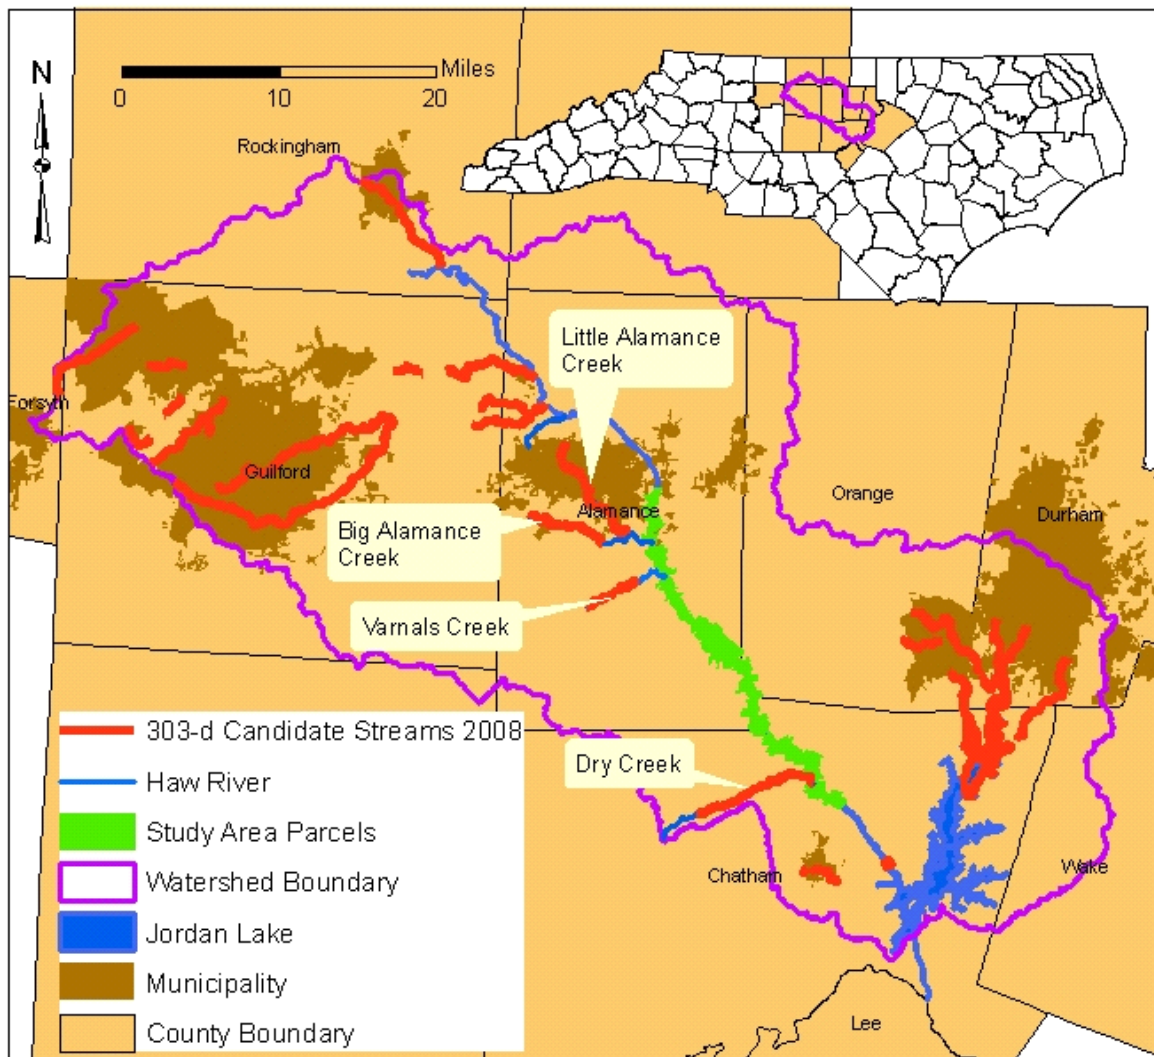 N
Miles
0 10 20
Rockingham
Little Alamance
Creek
Forsyth
Guilford
Alamance
Orange
Durham
Big Alamance
Creek
Varnals Creek
Dry Creek
Chatham
Wake
Lee
303-d Candidate Streams 2008
Haw River
Study Area Parcels
Watershed Boundary
Jordan Lake
Municipality
County Boundary